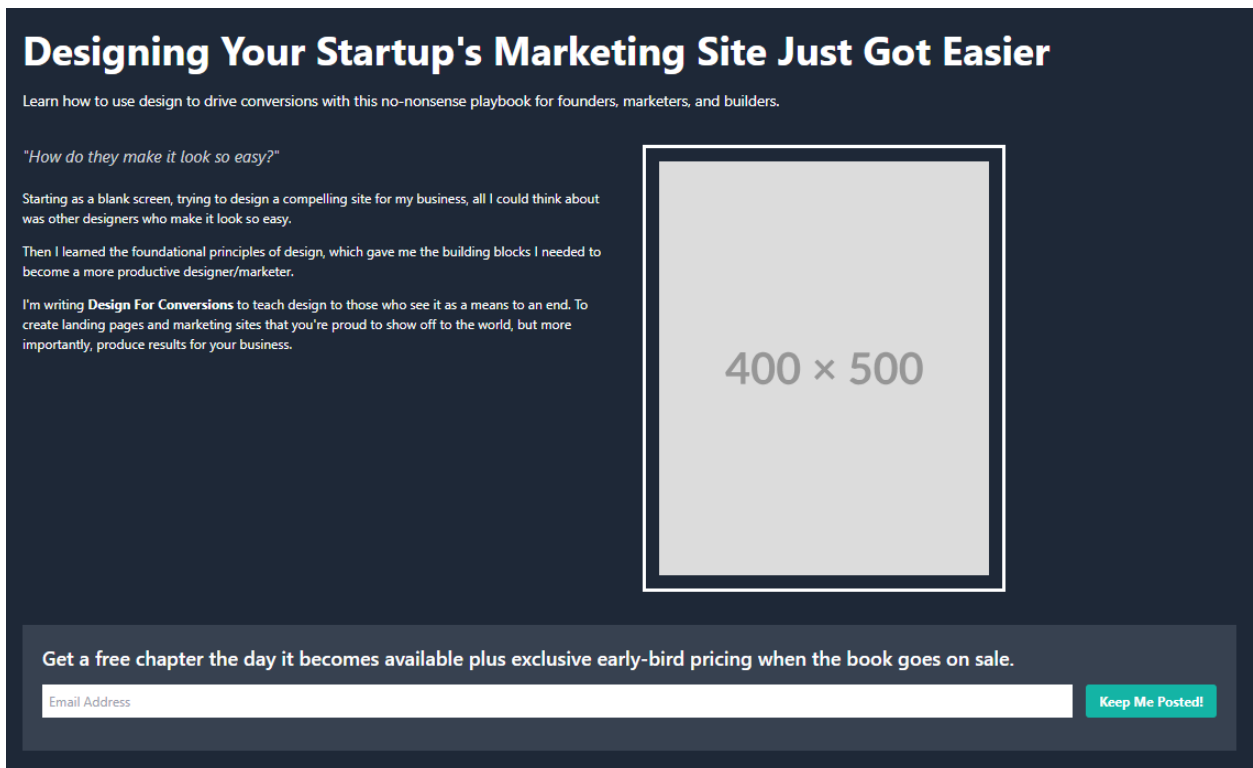 Designing Your Startup's Marketing Site Just Got Easier
Learn how to use design to drive conversions with this no-nonsense playbook for founders, marketers, and builders.
"How do they make it look so easy?"
Starting as a blank screen, trying to design a compelling site for my business, all I could think about
was other designers who make it look so easy.
Then I learned the foundational principles of design, which gave me the building blocks I needed to
become a more productive designer/marketer.
I'm writing Design For Conversions to teach design to those who see it as a means to an end. To
create landing pages and marketing sites that you're proud to show off to the world, but more
importantly, produce results for your business.
400 × 500
Get a free chapter the day it becomes available plus exclusive early-bird pricing when the book goes on sale.
Email Address
Keep Me Posted!